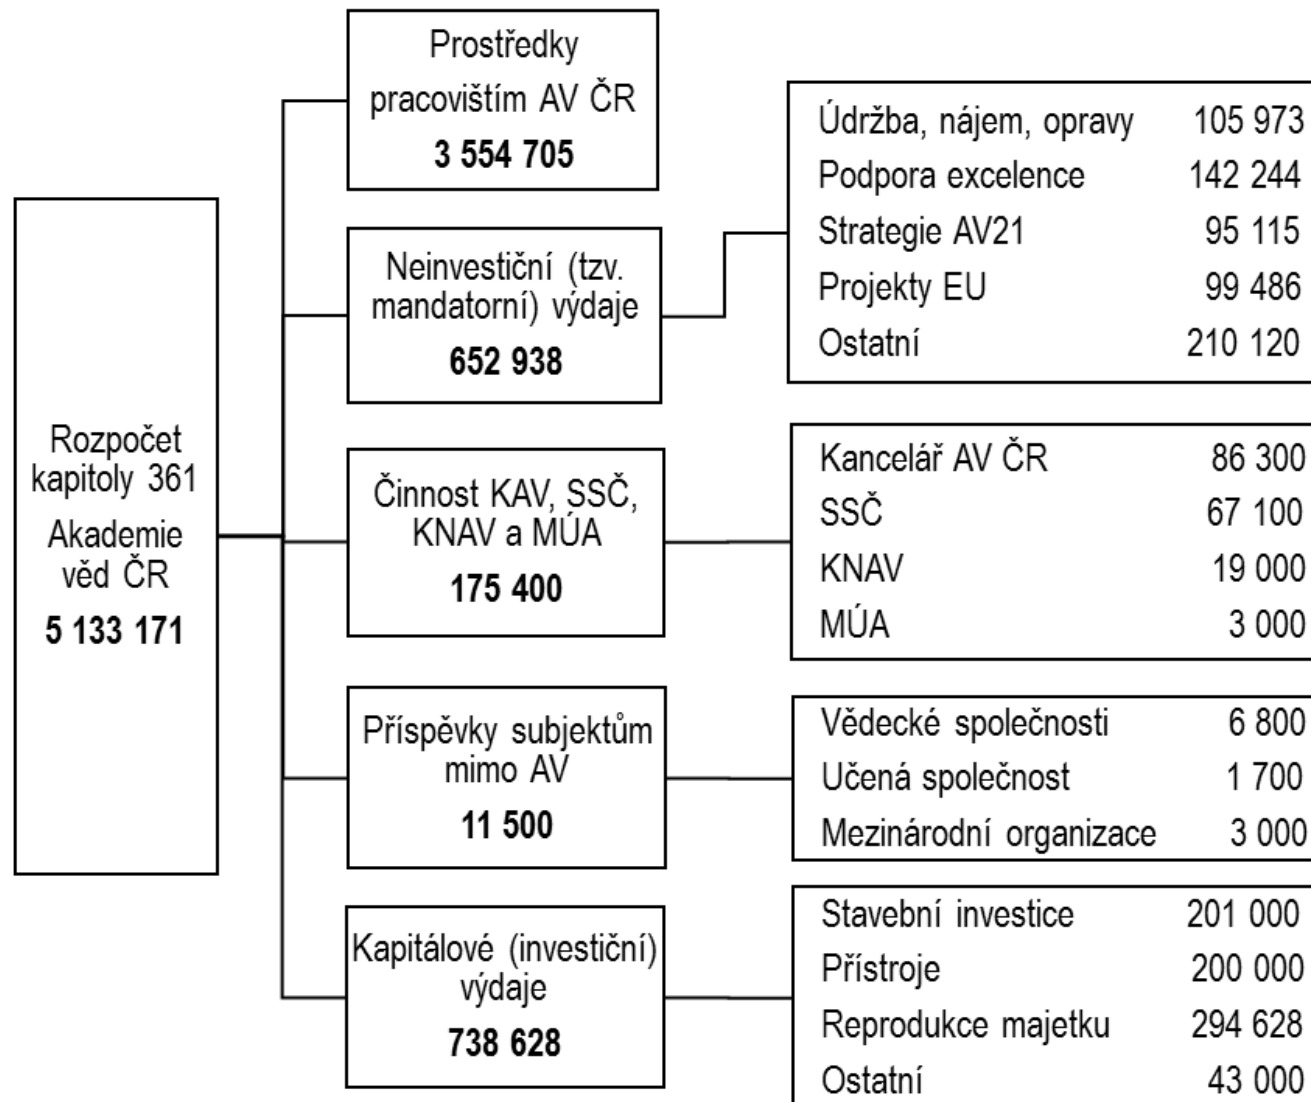 Rozpočet
kapitoly 361
Akademie
věd ČR
5 133 171
Prostředky
pracovištím AV ČR
3 554 705
Neinvestiční (tzv.
mandatorní) výdaje
652 938
Údržba, nájem, opravy 105 973
Podpora excelence 142 244
Strategie AV21 95 115
Projekty EU 99 486
Ostatní 210 120
Činnost KAV, SSČ,
KNAV a MÚA
175 400
Kancelář AV ČR 86 300
SSČ 67 100
KNAV 19 000
MÚA 3 000
Příspěvky subjektům
mimo AV
11 500
Vědecké společnosti 6 800
Učená společnost 1 700
Mezinárodní organizace 3 000
Kapitálové (investiční)
výdaje
738 628
Stavební investice 201 000
Přístroje 200 000
Reprodukce majetku 294 628
Ostatní 43 000